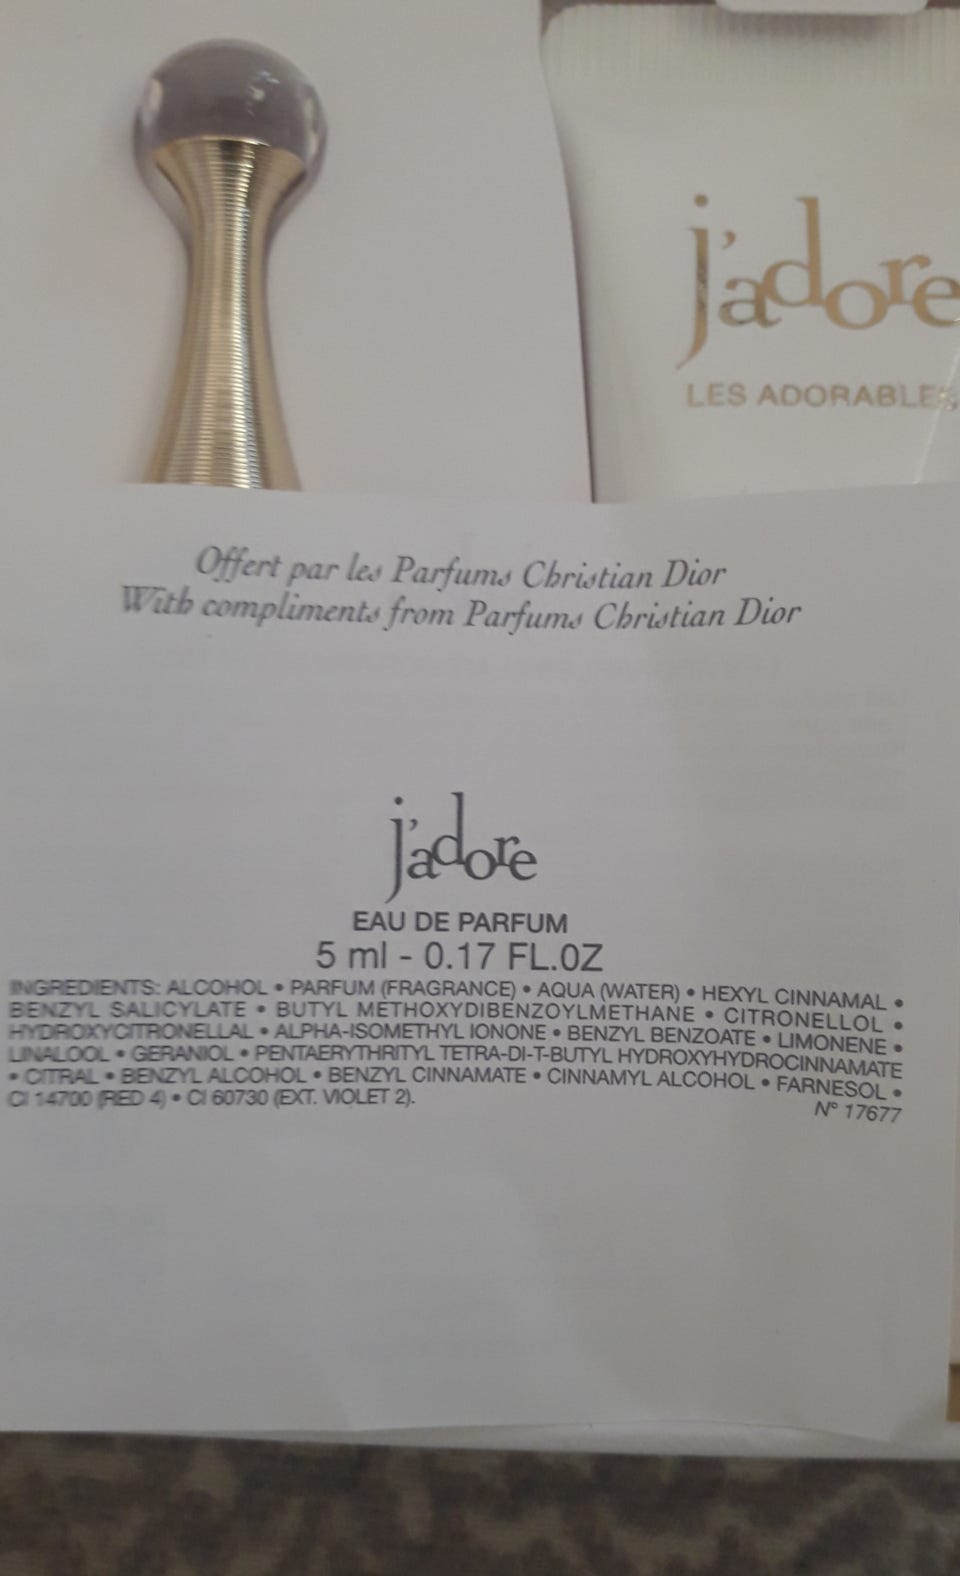 j'adore
LES ADORABLES
Offert par les Parfums Christian Dior
With compliments from Parfums Christian Dior
j'adore
EAU DE PARFUM
5 ml - 0.17 FL.OZ
INGREDIENTS: ALCOHOL • PARFUM (FRAGRANCE) • AQUA (WATER) • HEXYL CINNAMAL •
BENZYL SALICYLATE • BUTYL METHOXYDIBENZOYLMETHANE • CITRONELLOL •
HYDROXYCITRONELLAL • ALPHA-ISOMETHYL IONONE • BENZYL BENZOATE • LIMONENE •
LINALOOL • GERANIOL • PENTAERYTHRITYL TETRA-DI-T-BUTYL HYDROXYHYDROCINNAMATE
• CITRAL • BENZYL ALCOHOL • BENZYL CINNAMATE • CINNAMYL ALCOHOL • FARNESOL •
CI 14700 (RED 4) • CI 60730 (EXT. VIOLET 2).
N° 17677